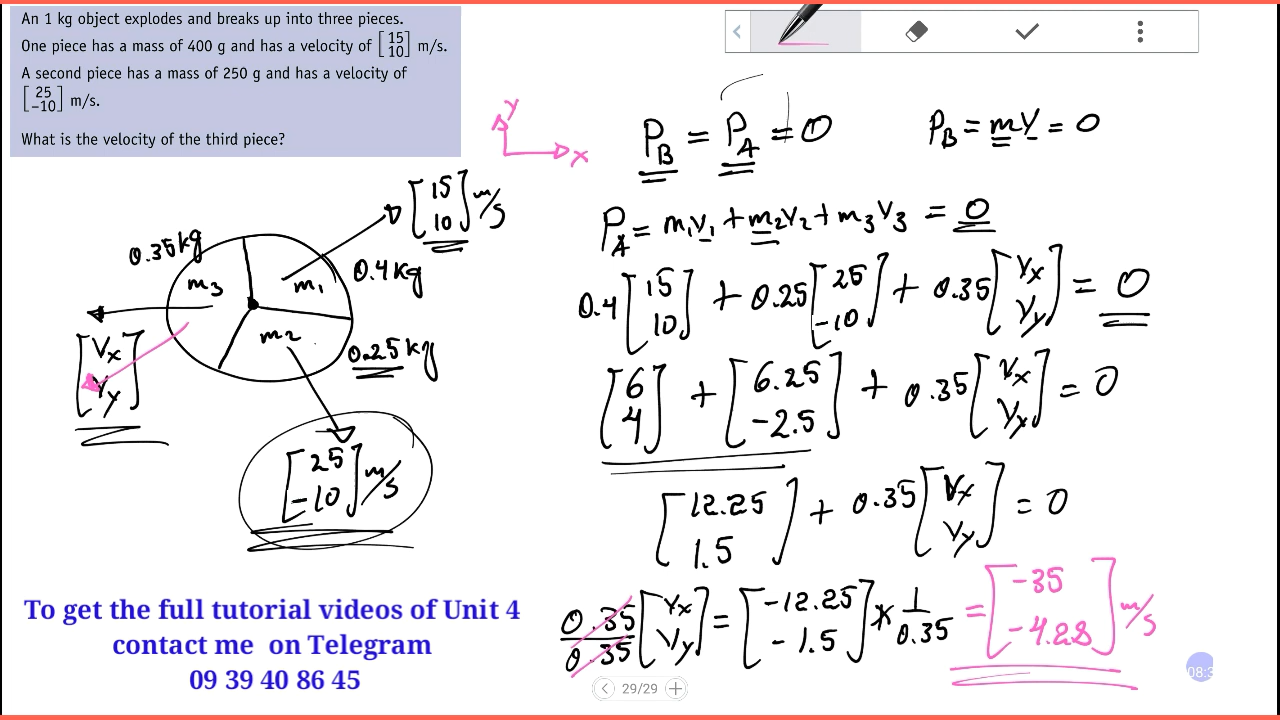 An 1 kg object explodes and breaks up into three pieces.
One piece has a mass of 400 g and has a velocity of [15 10] m/s.
A second piece has a mass of 250 g and has a velocity of
[25 -10] m/s.
What is the velocity of the third piece?
y
x
P_B = P_A = 0
P_B = mv = 0
P_A = m₁v₁ + m₂v₂ + m₃v₃ = 0
0.4 [15 10] + 0.25 [25 -10] + 0.35 [Vx Vy] = 0
[6 4] + [6.25 -2.5] + 0.35 [Vx Vy] = 0
[12.25 1.5] + 0.35 [Vx Vy] = 0
0.35/0.35 [Vx Vy] = [-12.25 -1.5] * 1/0.35 = [-35 -4.28] m/s
[15 10] m/s
0.35kg
m₃
m₁
0.4kg
m₂
0.25kg
[Vx Vy]
[25 -10] m/s
To get the full tutorial videos of Unit 4
contact me on Telegram
09 39 40 86 45
29/29